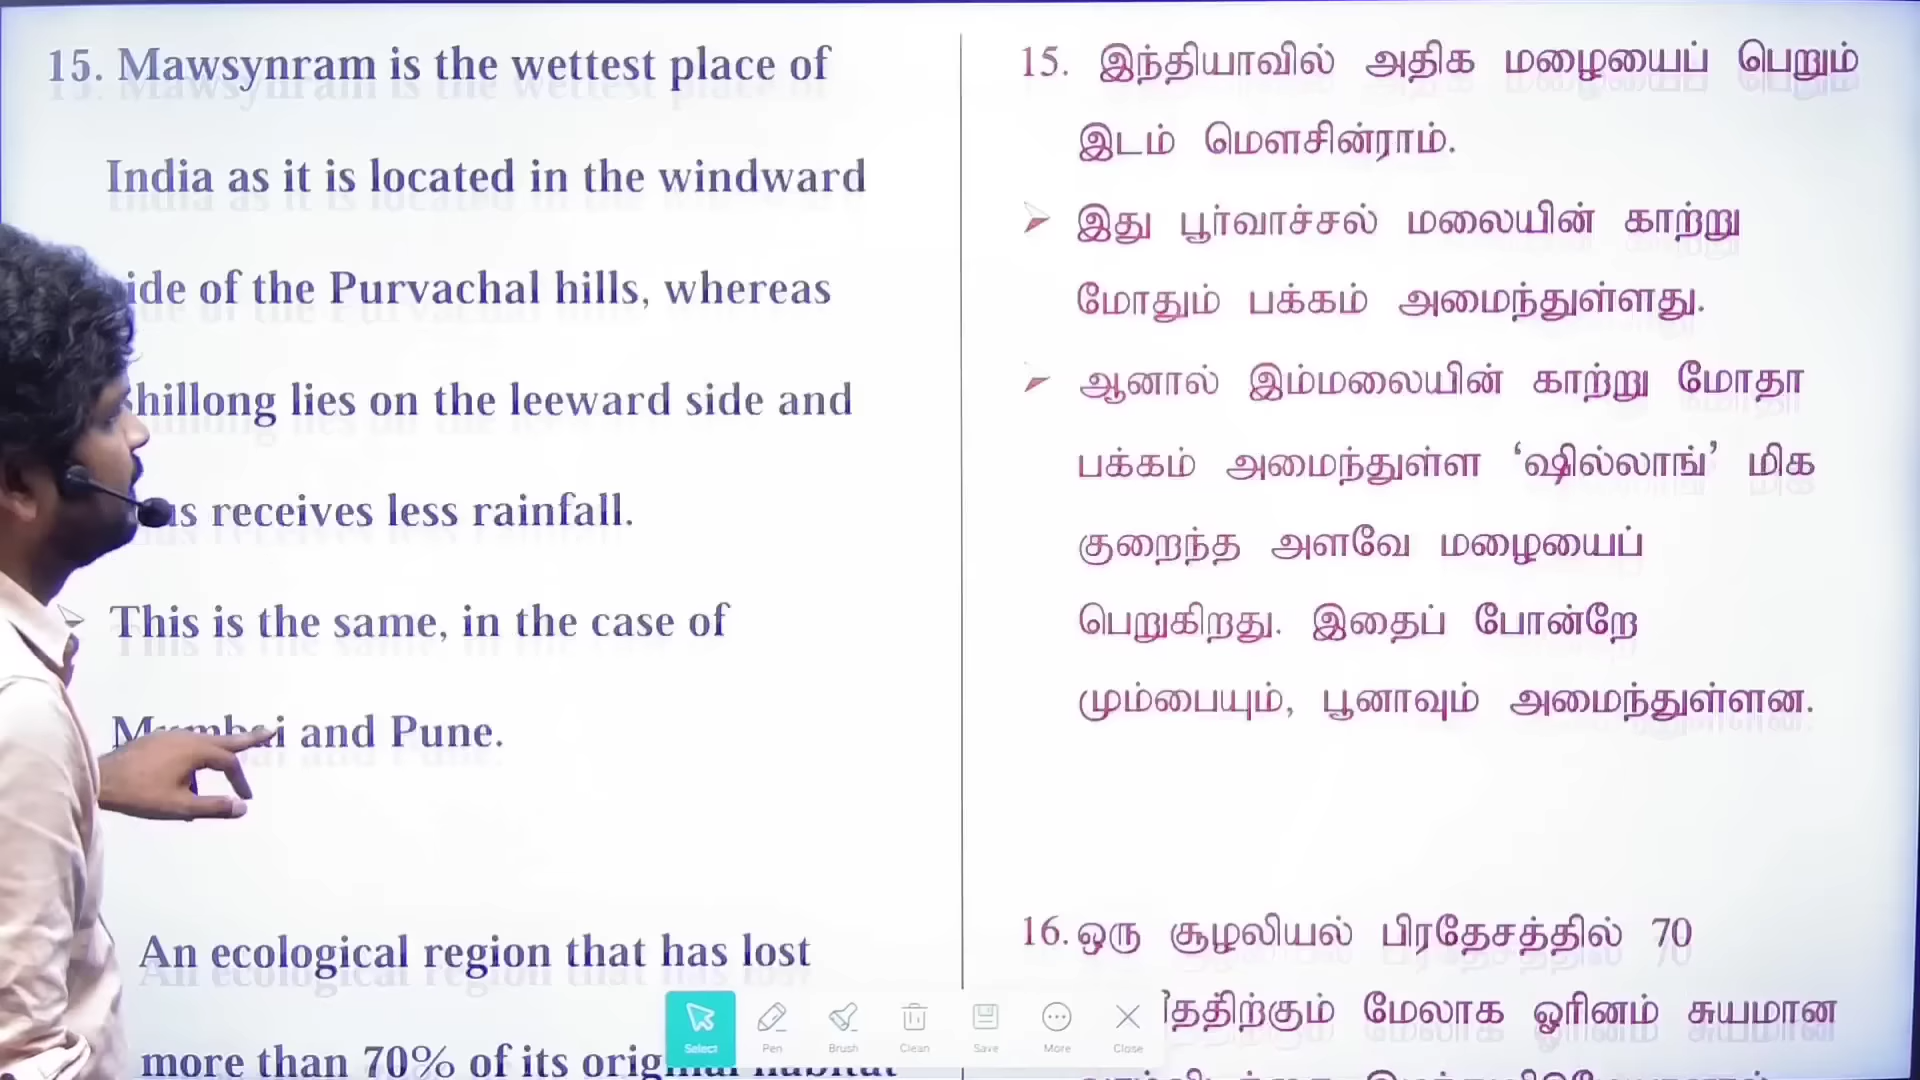 15. Mawsynram is the wettest place of
India as it is located in the windward
ide of the Purvachal hills, whereas
hillong lies on the leeward side and
us receives less rainfall.
This is the same, in the case of
Mumbai and Pune.
An ecological region that has lost
more than 70% of its original habitat
15. இந்தியாவில் அதிக மழையைப் பெறும்
இடம் மௌசின்ராம்.
இது பூர்வாச்சல் மலையின் காற்று
மோதும் பக்கம் அமைந்துள்ளது.
ஆனால் இம்மலையின் காற்று மோதா
பக்கம் அமைந்துள்ள ‘ஷில்லாங்’ மிக
குறைந்த அளவே மழையைப்
பெறுகிறது. இதைப் போன்றே
மும்பையும், பூனாவும் அமைந்துள்ளன.
16. ஒரு சூழலியல் பிரதேசத்தில் 70
மேலாக ஓரினம் சுயமான
Select Pen Brush Clean Save More Close